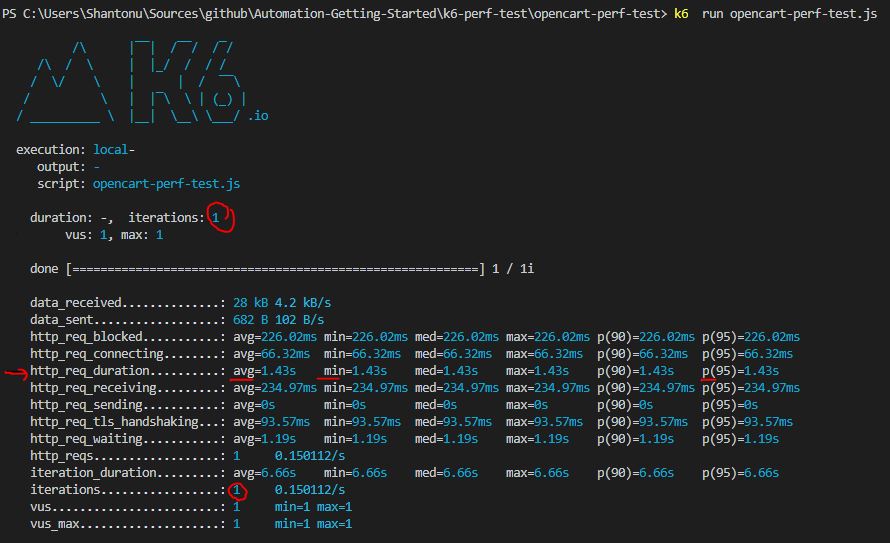 PS C:\Users\Shantonu\Sources\github\Automation-Getting-Started\k6-perf-test\opencart-perf-test> k6  run opencart-perf-test.js
          /\      |‾‾|  /‾‾/  /‾/
     /\  /  \     |  |_/  / / /
    /  \/    \    |      |  /  ‾‾\
   /          \   |  |‾\  \ | (_) |
  / __________ \  |__|  \__\ \___/ .io
execution: local-
output: -
script: opencart-perf-test.js
duration: -,  iterations: 1
vus: 1, max: 1
done [==========================================================] 1 / 1i
data_received..............: 28 kB 4.2 kB/s
data_sent..................: 682 B 102 B/s
http_req_blocked...........: avg=226.02ms min=226.02ms med=226.02ms max=226.02ms p(90)=226.02ms p(95)=226.02ms
http_req_connecting........: avg=66.32ms  min=66.32ms  med=66.32ms  max=66.32ms  p(90)=66.32ms  p(95)=66.32ms
http_req_duration..........: avg=1.43s    min=1.43s    med=1.43s    max=1.43s    p(90)=1.43s    p(95)=1.43s
http_req_receiving.........: avg=234.97ms min=234.97ms med=234.97ms max=234.97ms p(90)=234.97ms p(95)=234.97ms
http_req_sending...........: avg=0s       min=0s       med=0s       max=0s       p(90)=0s       p(95)=0s
http_req_tls_handshaking...: avg=93.57ms  min=93.57ms  med=93.57ms  max=93.57ms  p(90)=93.57ms  p(95)=93.57ms
http_req_waiting...........: avg=1.19s    min=1.19s    med=1.19s    max=1.19s    p(90)=1.19s    p(95)=1.19s
http_reqs..................: 1     0.150112/s
iteration_duration.........: avg=6.66s    min=6.66s    med=6.66s    max=6.66s    p(90)=6.66s    p(95)=6.66s
iterations.................: 1     0.150112/s
vus........................: 1     min=1 max=1
vus_max....................: 1     min=1 max=1